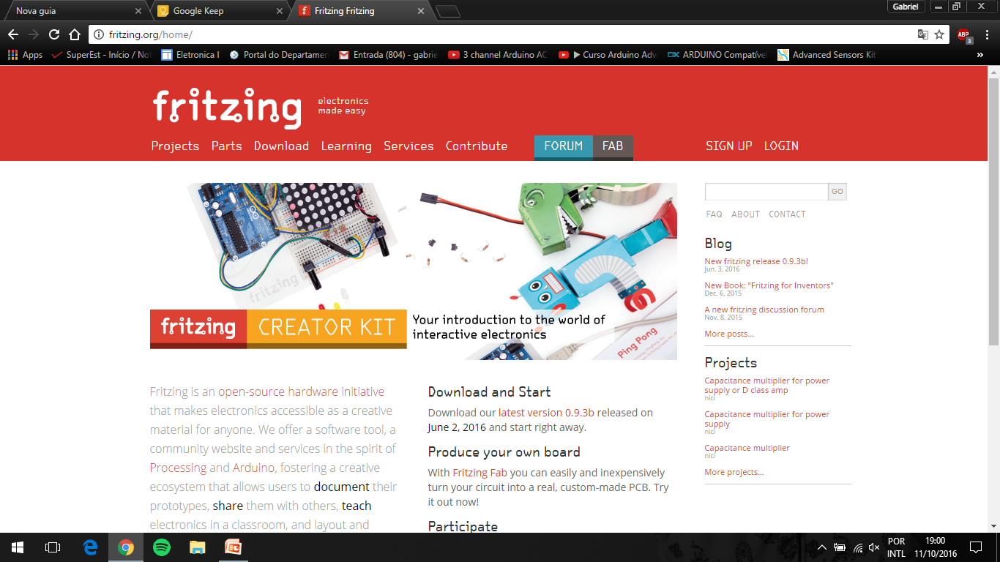 Nova guia
Google Keep
Fritzing Fritzing
Gabriel
fritzing.org/home/
ABP
3
Apps
SuperEst - Início / Not
Eletronica I
Portal do Departamen
Entrada (804) - gabrie
3 channel Arduino AC
▶ Curso Arduino Adva
ARDUINO Compatível
Advanced Sensors Kit
»
fritzing
electronics
made easy
Projects Parts Download Learning Services Contribute
FORUM FAB
SIGN UP LOGIN
fritzing
Ping Pong
fritzing CREATOR KIT
Your introduction to the world of
interactive electronics
Fritzing is an open-source hardware initiative
that makes electronics accessible as a creative
material for anyone. We offer a software tool, a
community website and services in the spirit of
Processing and Arduino, fostering a creative
ecosystem that allows users to document their
prototypes, share them with others, teach
electronics in a classroom, and layout and
Download and Start
Download our latest version 0.9.3b released on
June 2, 2016 and start right away.
Produce your own board
With Fritzing Fab you can easily and inexpensively
turn your circuit into a real, custom-made PCB. Try
it out now!
Participate
GO
FAQ ABOUT CONTACT
Blog
New fritzing release 0.9.3b!
Jun. 3, 2016
New Book: "Fritzing for Inventors"
Dec. 6, 2015
A new fritzing discussion forum
Nov. 8, 2015
More posts...
Projects
Capacitance multiplier for power
supply or D class amp
nici
Capacitance multiplier for power
supply
nici
Capacitance multiplier
nici
More projects...
POR
INTL
19:00
11/10/2016